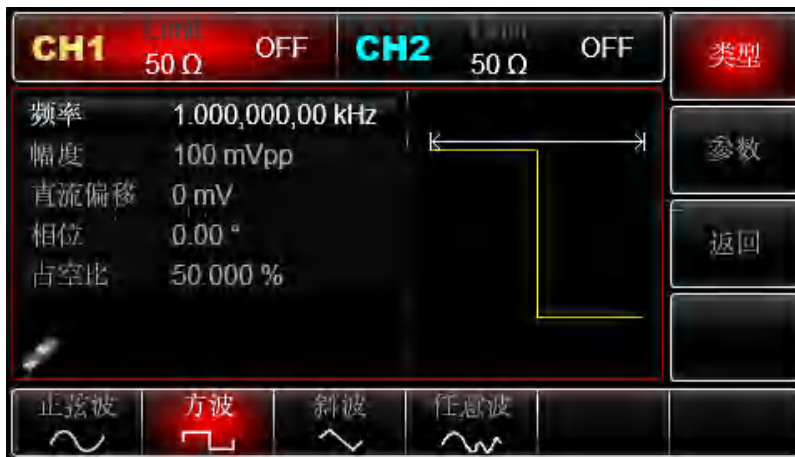 CH1 Limit 50 Ω OFF
CH2 Limit 50 Ω OFF
类型
频率 1.000,000,00 kHz
幅度 100 mVpp
参数
直流偏移 0 mV
相位 0.00 °
返回
占空比 50.000 %
正弦波 方波 斜波 任意波